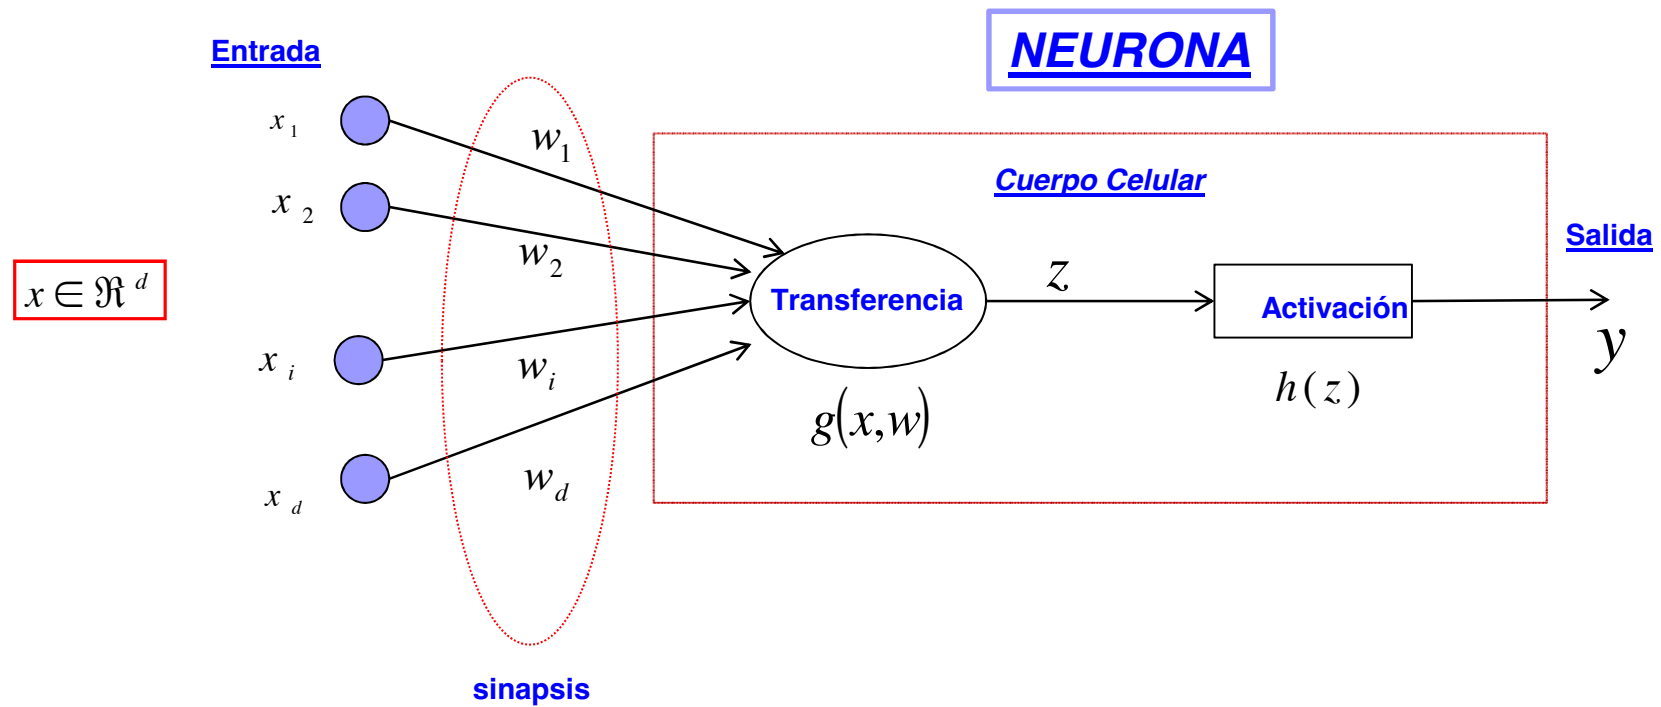 NEURONA
Entrada
x 1
w1
Cuerpo Celular
x 2
w2
Salida
x ∈ ℜ d
Transferencia
z
Activación
y
x i
wi
g(x,w)
h(z)
x d
wd
sinapsis